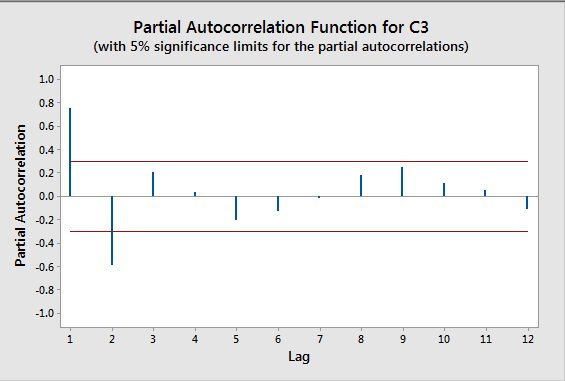 Partial Autocorrelation Function for C3
(with 5% significance limits for the partial autocorrelations)
1.0
0.8
0.6
0.4
0.2
0.0
-0.2
-0.4
-0.6
-0.8
-1.0
Partial Autocorrelation
1 2 3 4 5 6 7 8 9 10 11 12
Lag